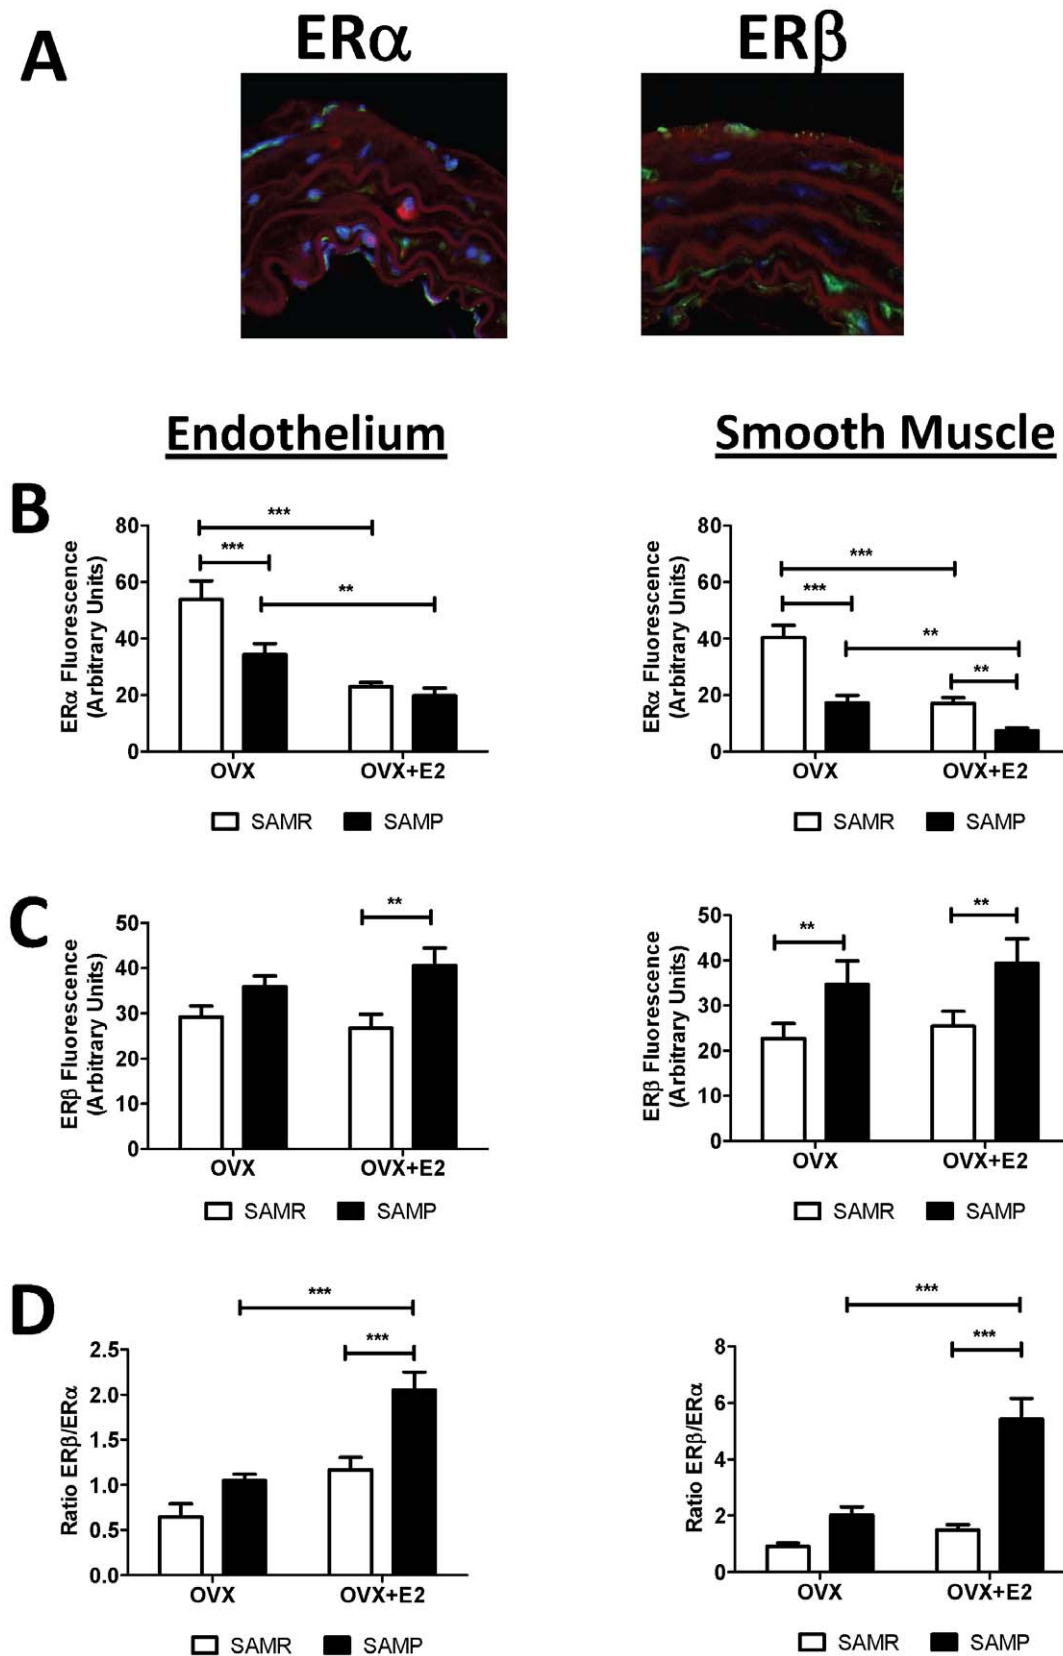 A
ERα
ERβ
Endothelium
Smooth Muscle
B
ERα Fluorescence
(Arbitrary Units)
80
60
40
20
0
***
***
**
OVX
OVX+E2
SAMR
SAMP
ERα Fluorescence
(Arbitrary Units)
80
60
40
20
0
***
***
**
**
OVX
OVX+E2
SAMR
SAMP
C
ERβ Fluorescence
(Arbitrary Units)
50
40
30
20
10
0
**
OVX
OVX+E2
SAMR
SAMP
ERβ Fluorescence
(Arbitrary Units)
50
40
30
20
10
0
**
**
OVX
OVX+E2
SAMR
SAMP
D
Ratio ERβ/ERα
2.5
2.0
1.5
1.0
0.5
0.0
***
***
OVX
OVX+E2
SAMR
SAMP
Ratio ERβ/ERα
8
6
4
2
0
***
***
OVX
OVX+E2
SAMR
SAMP